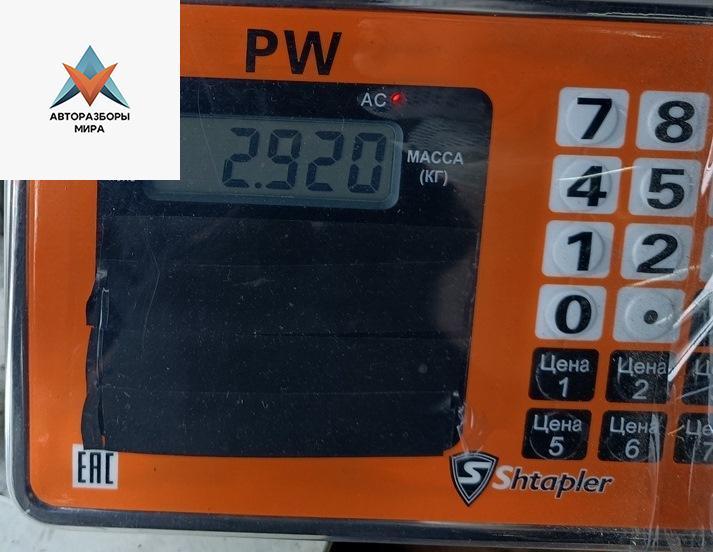 АВТОРАЗБОРЫ
МИРА
PW
AC
2.920
МАССА
(КГ)
7
8
4
5
1
2
0
.
Цена
1
Цена
2
Цена
5
Цена
6
EAC
S Shtapler